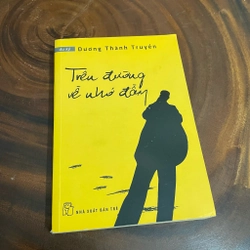 Dương Thành Truyền
Trên đường
về nhớ đầy
NHÀ XUẤT BẢN TRẺ